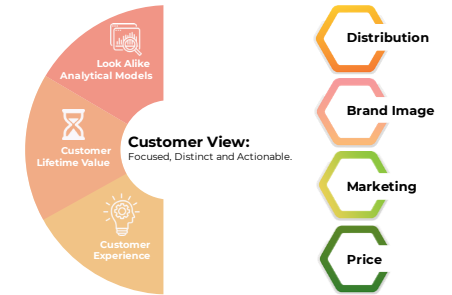 Look Alike
Analytical Models
Customer
Lifetime Value
Customer
Experience
Customer View:
Focused, Distinct and Actionable.
Distribution
Brand Image
Marketing
Price